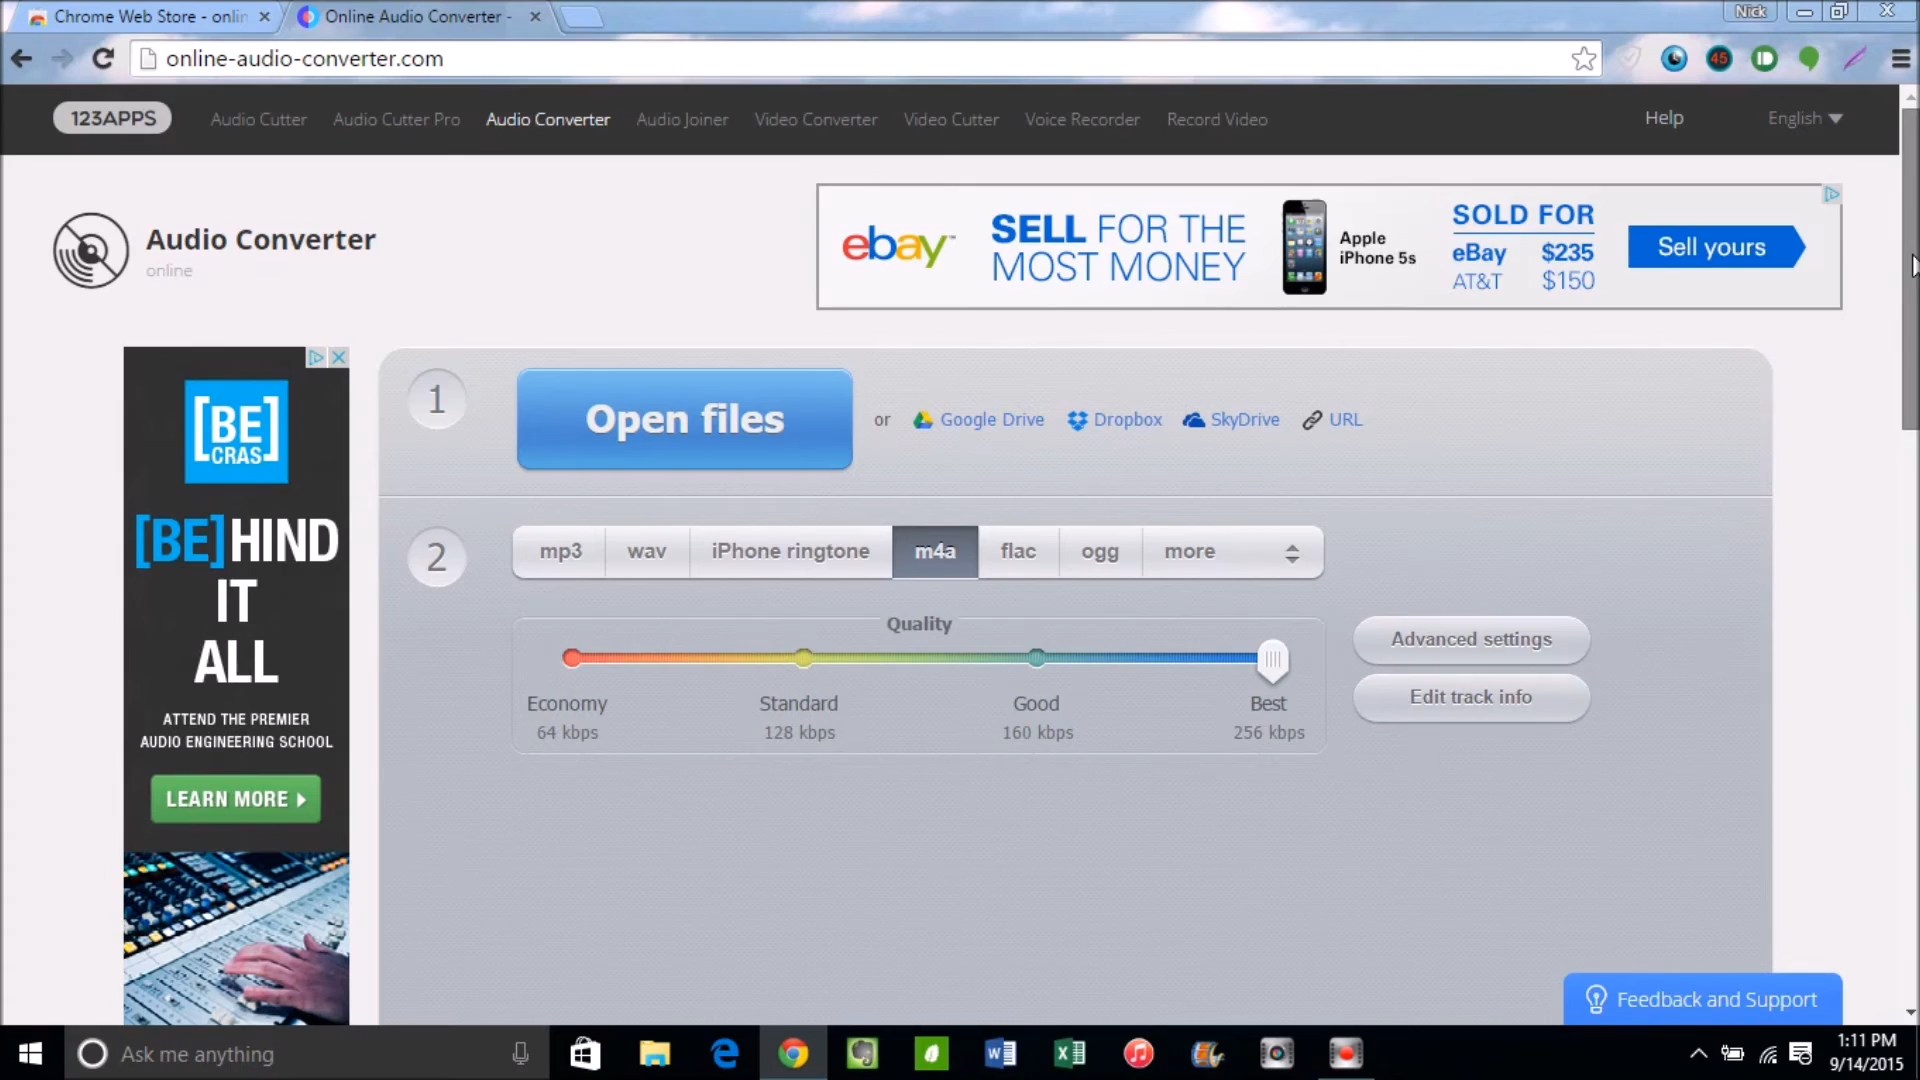 Chrome Web Store - onlin
Online Audio Converter -
Nick
online-audio-converter.com
45
123APPS
Audio Cutter
Audio Cutter Pro
Audio Converter
Audio Joiner
Video Converter
Video Cutter
Voice Recorder
Record Video
Help
English
Audio Converter
online
ebay™
SELL FOR THE
MOST MONEY
Apple
iPhone 5s
SOLD FOR
eBay $235
AT&T $150
Sell yours
[BE]
CRAS
[BE]HIND
IT
ALL
ATTEND THE PREMIER
AUDIO ENGINEERING SCHOOL
LEARN MORE
1
Open files
or
Google Drive
Dropbox
SkyDrive
URL
2
mp3
wav
iPhone ringtone
m4a
flac
ogg
more
Quality
Economy
Standard
Good
Best
64 kbps
128 kbps
160 kbps
256 kbps
Advanced settings
Edit track info
Feedback and Support
Ask me anything
1:11 PM
9/14/2015